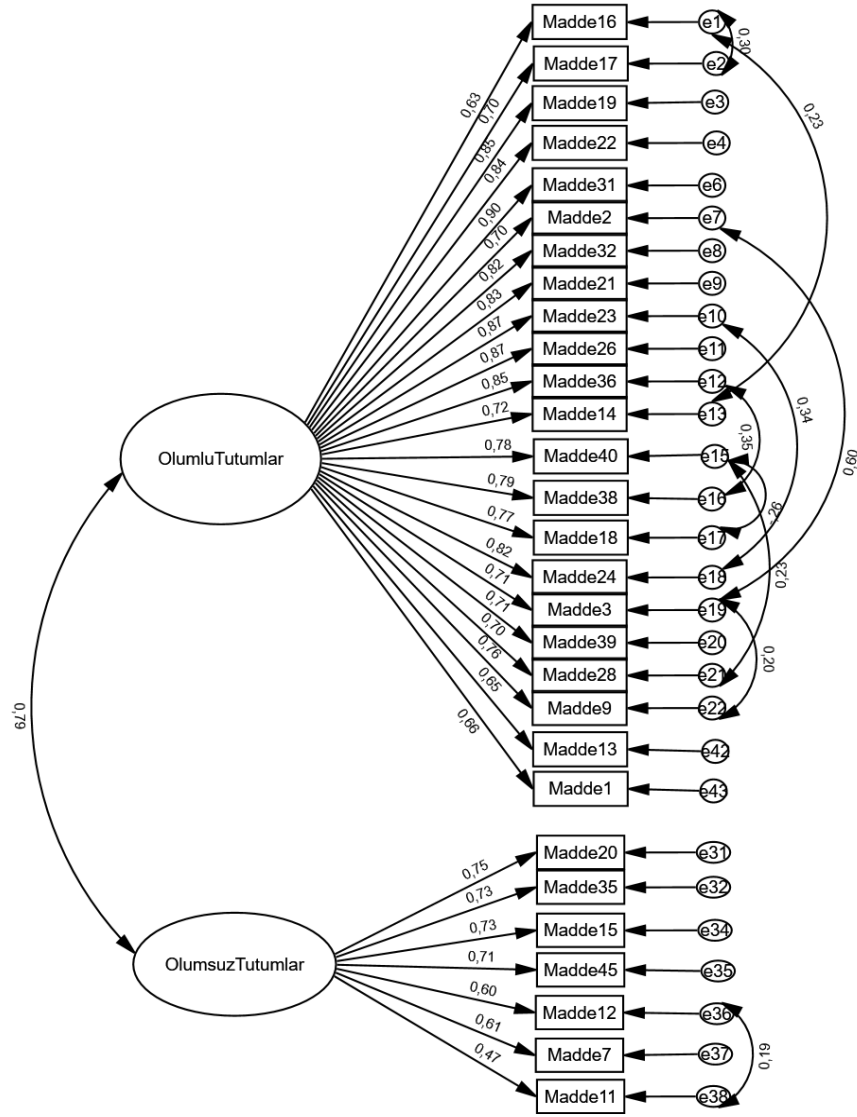 Madde16
e1
0,30
Madde17
e2
0,63
0,70
Madde19
e3
0,23
0,85
Madde22
e4
0,84
Madde31
e6
0,90
Madde2
e7
0,70
Madde32
e8
0,82
Madde21
e9
0,83
Madde23
e10
0,87
Madde26
e11
0,87
Madde36
e12
0,85
Madde14
e13
0,34
0,72
0,35
OlumluTutumlar
0,78
Madde40
e15
0,60
0,79
Madde38
e16
0,77
Madde18
e17
,26
0,82
Madde24
e18
0,23
0,71
Madde3
e19
0,71
Madde39
e20
0,20
0,70
Madde28
e21
0,76
Madde9
e22
0,65
Madde13
e42
0,66
Madde1
e43
0,79
0,75
Madde20
e31
0,73
Madde35
e32
0,73
Madde15
e34
OlumsuzTutumlar
0,71
Madde45
e35
0,60
Madde12
e36
0,61
Madde7
e37
0,19
0,47
Madde11
e38